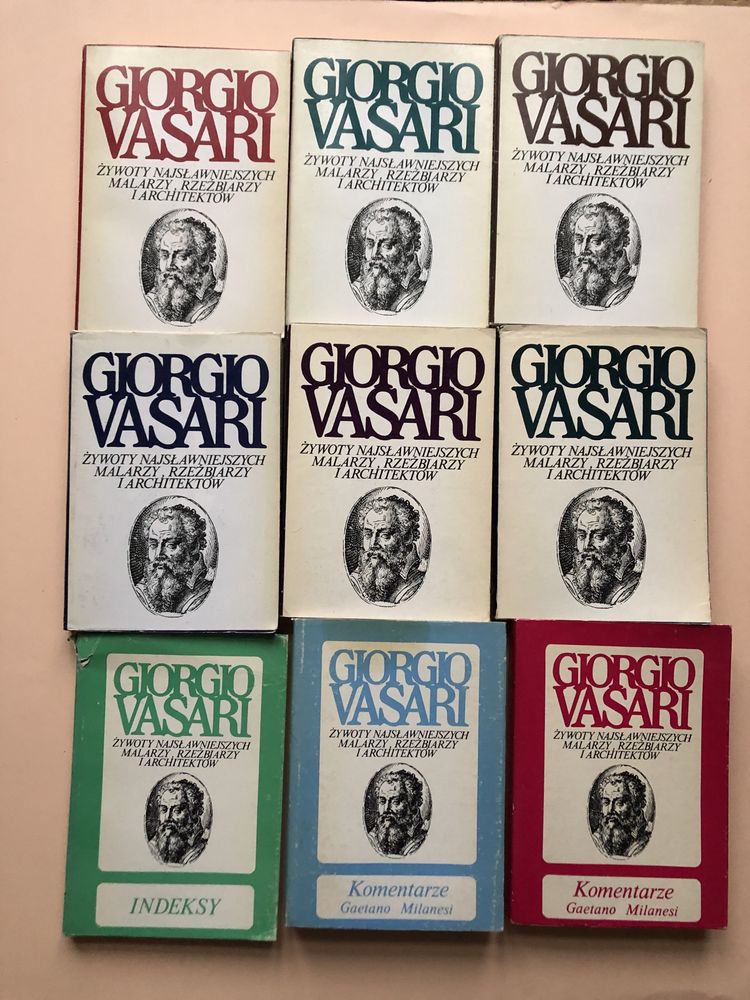 GIORGIO
VASARI
ŻYWOTY NAJSŁAWNIEJSZYCH
MALARZY, RZEŹBIARZY
I ARCHITEKTÓW
GIORGIO
VASARI
ŻYWOTY NAJSŁAWNIEJSZYCH
MALARZY, RZEŹBIARZY
I ARCHITEKTÓW
GIORGIO
VASARI
ŻYWOTY NAJSŁAWNIEJSZYCH
MALARZY, RZEŹBIARZY
I ARCHITEKTÓW
GIORGIO
VASARI
ŻYWOTY NAJSŁAWNIEJSZYCH
MALARZY, RZEŹBIARZY
I ARCHITEKTÓW
GIORGIO
VASARI
ŻYWOTY NAJSŁAWNIEJSZYCH
MALARZY, RZEŹBIARZY
I ARCHITEKTÓW
GIORGIO
VASARI
ŻYWOTY NAJSŁAWNIEJSZYCH
MALARZY, RZEŹBIARZY
I ARCHITEKTÓW
GIORGIO
VASARI
ŻYWOTY NAJSŁAWNIEJSZYCH
MALARZY, RZEŹBIARZY
I ARCHITEKTÓW
INDEKSY
GIORGIO
VASARI
ŻYWOTY NAJSŁAWNIEJSZYCH
MALARZY, RZEŹBIARZY
I ARCHITEKTÓW
Komentarze
Gaetano Milanesi
GIORGIO
VASARI
ŻYWOTY NAJSŁAWNIEJSZYCH
MALARZY, RZEŹBIARZY
I ARCHITEKTÓW
Komentarze
Gaetano Milanesi